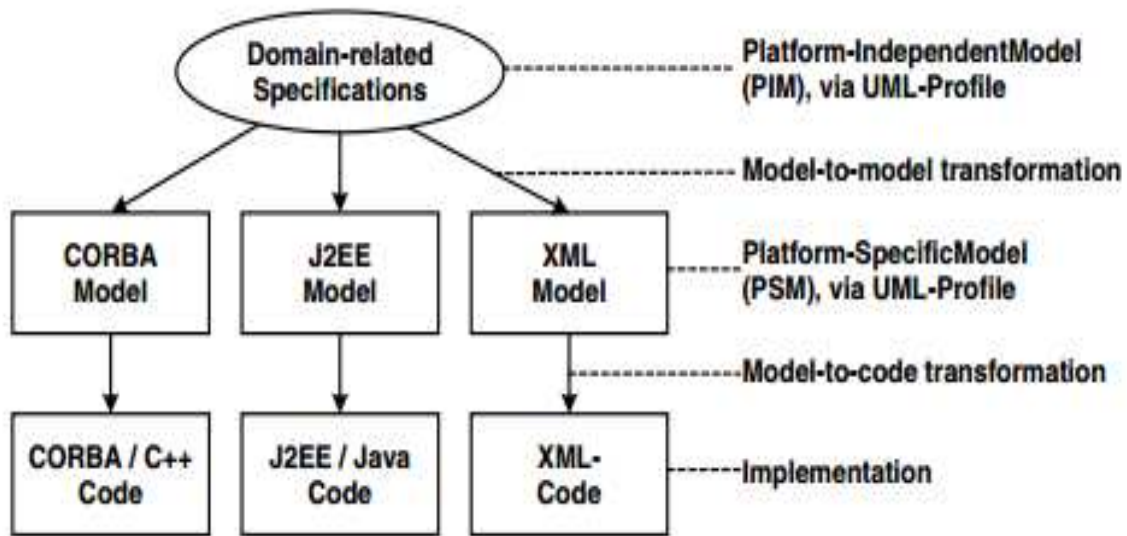 Domain-related
Specifications
Platform-IndependentModel
(PIM), via UML-Profile
Model-to-model transformation
CORBA
Model
J2EE
Model
XML
Model
Platform-SpecificModel
(PSM), via UML-Profile
Model-to-code transformation
CORBA / C++
Code
J2EE / Java
Code
XML-
Code
Implementation